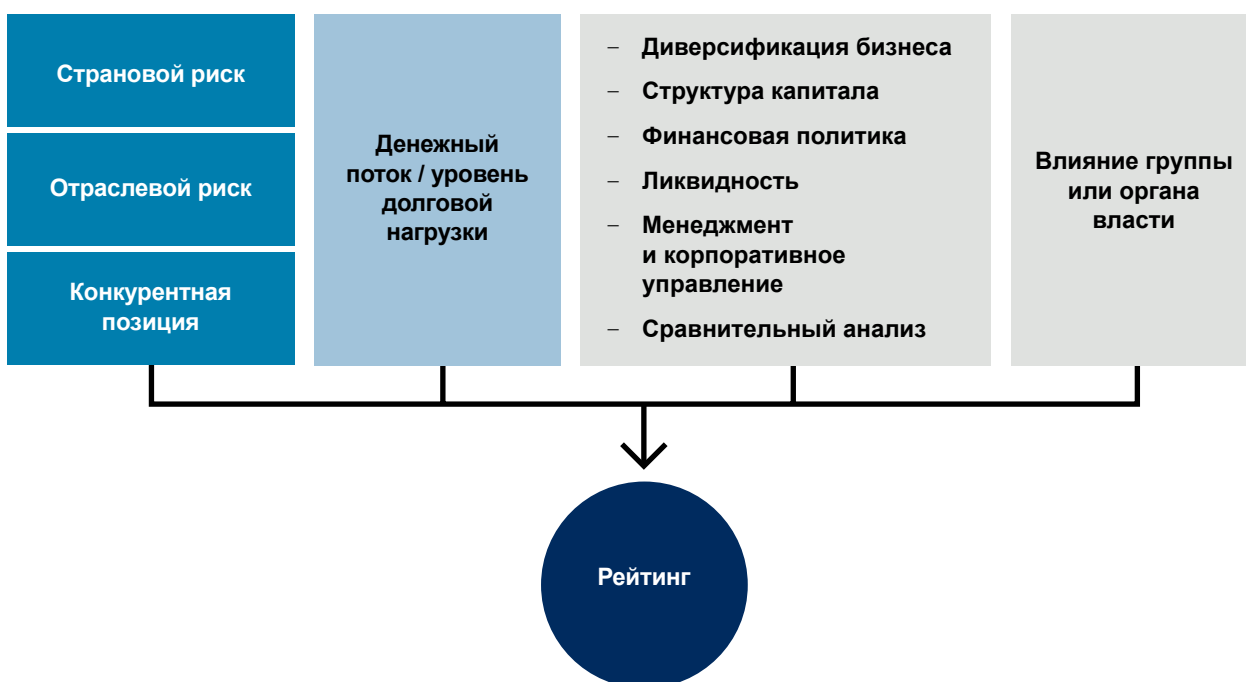 Страновой риск
Отраслевой риск
Конкурентная
позиция
Денежный
поток / уровень
долговой
нагрузки
– Диверсификация бизнеса
– Структура капитала
– Финансовая политика
– Ликвидность
– Менеджмент
и корпоративное
управление
– Сравнительный анализ
Влияние группы
или органа
власти
Рейтинг